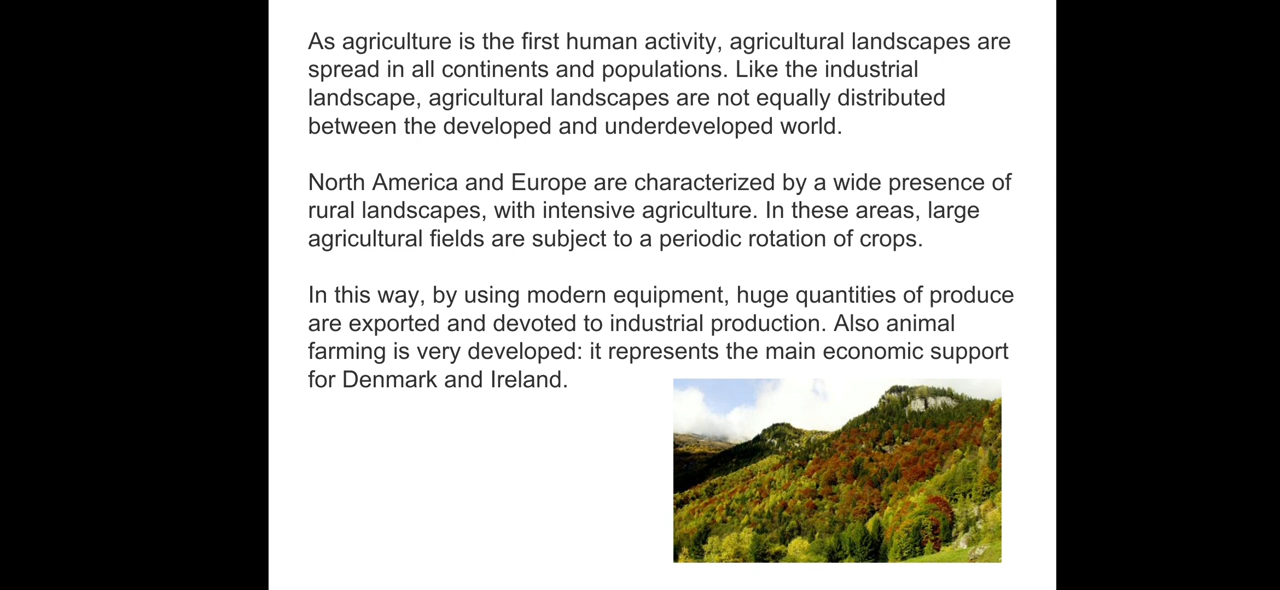 As agriculture is the first human activity, agricultural landscapes are
spread in all continents and populations. Like the industrial
landscape, agricultural landscapes are not equally distributed
between the developed and underdeveloped world.
North America and Europe are characterized by a wide presence of
rural landscapes, with intensive agriculture. In these areas, large
agricultural fields are subject to a periodic rotation of crops.
In this way, by using modern equipment, huge quantities of produce
are exported and devoted to industrial production. Also animal
farming is very developed: it represents the main economic support
for Denmark and Ireland.